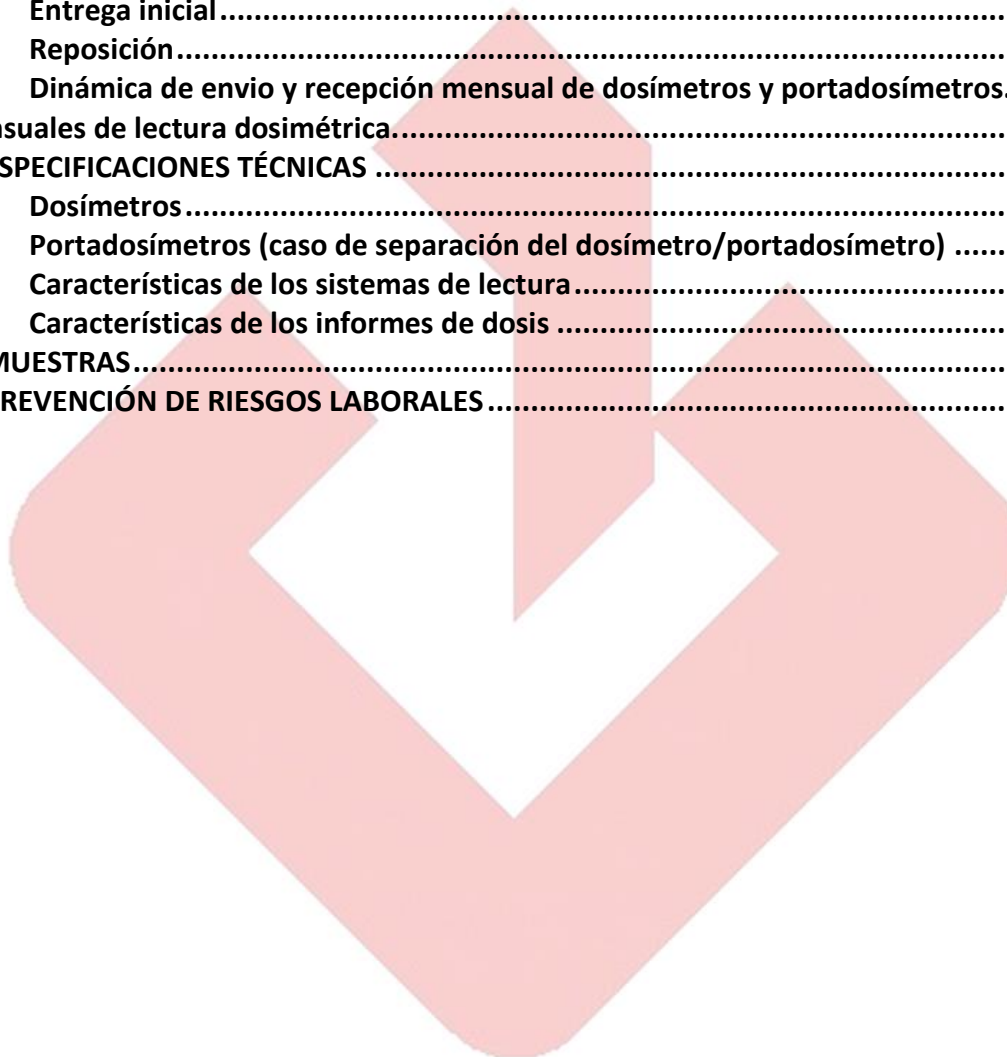 Entrega inicial
Reposición
Dinámica de envio y recepción mensual de dosímetros y portadosímetros.
suales de lectura dosimétrica.
SPECIFICACIONES TÉCNICAS
Dosímetros
Portadosímetros (caso de separación del dosímetro/portadosímetro)
Características de los sistemas de lectura
Características de los informes de dosis
MUESTRAS
REVENCIÓN DE RIESGOS LABORALES